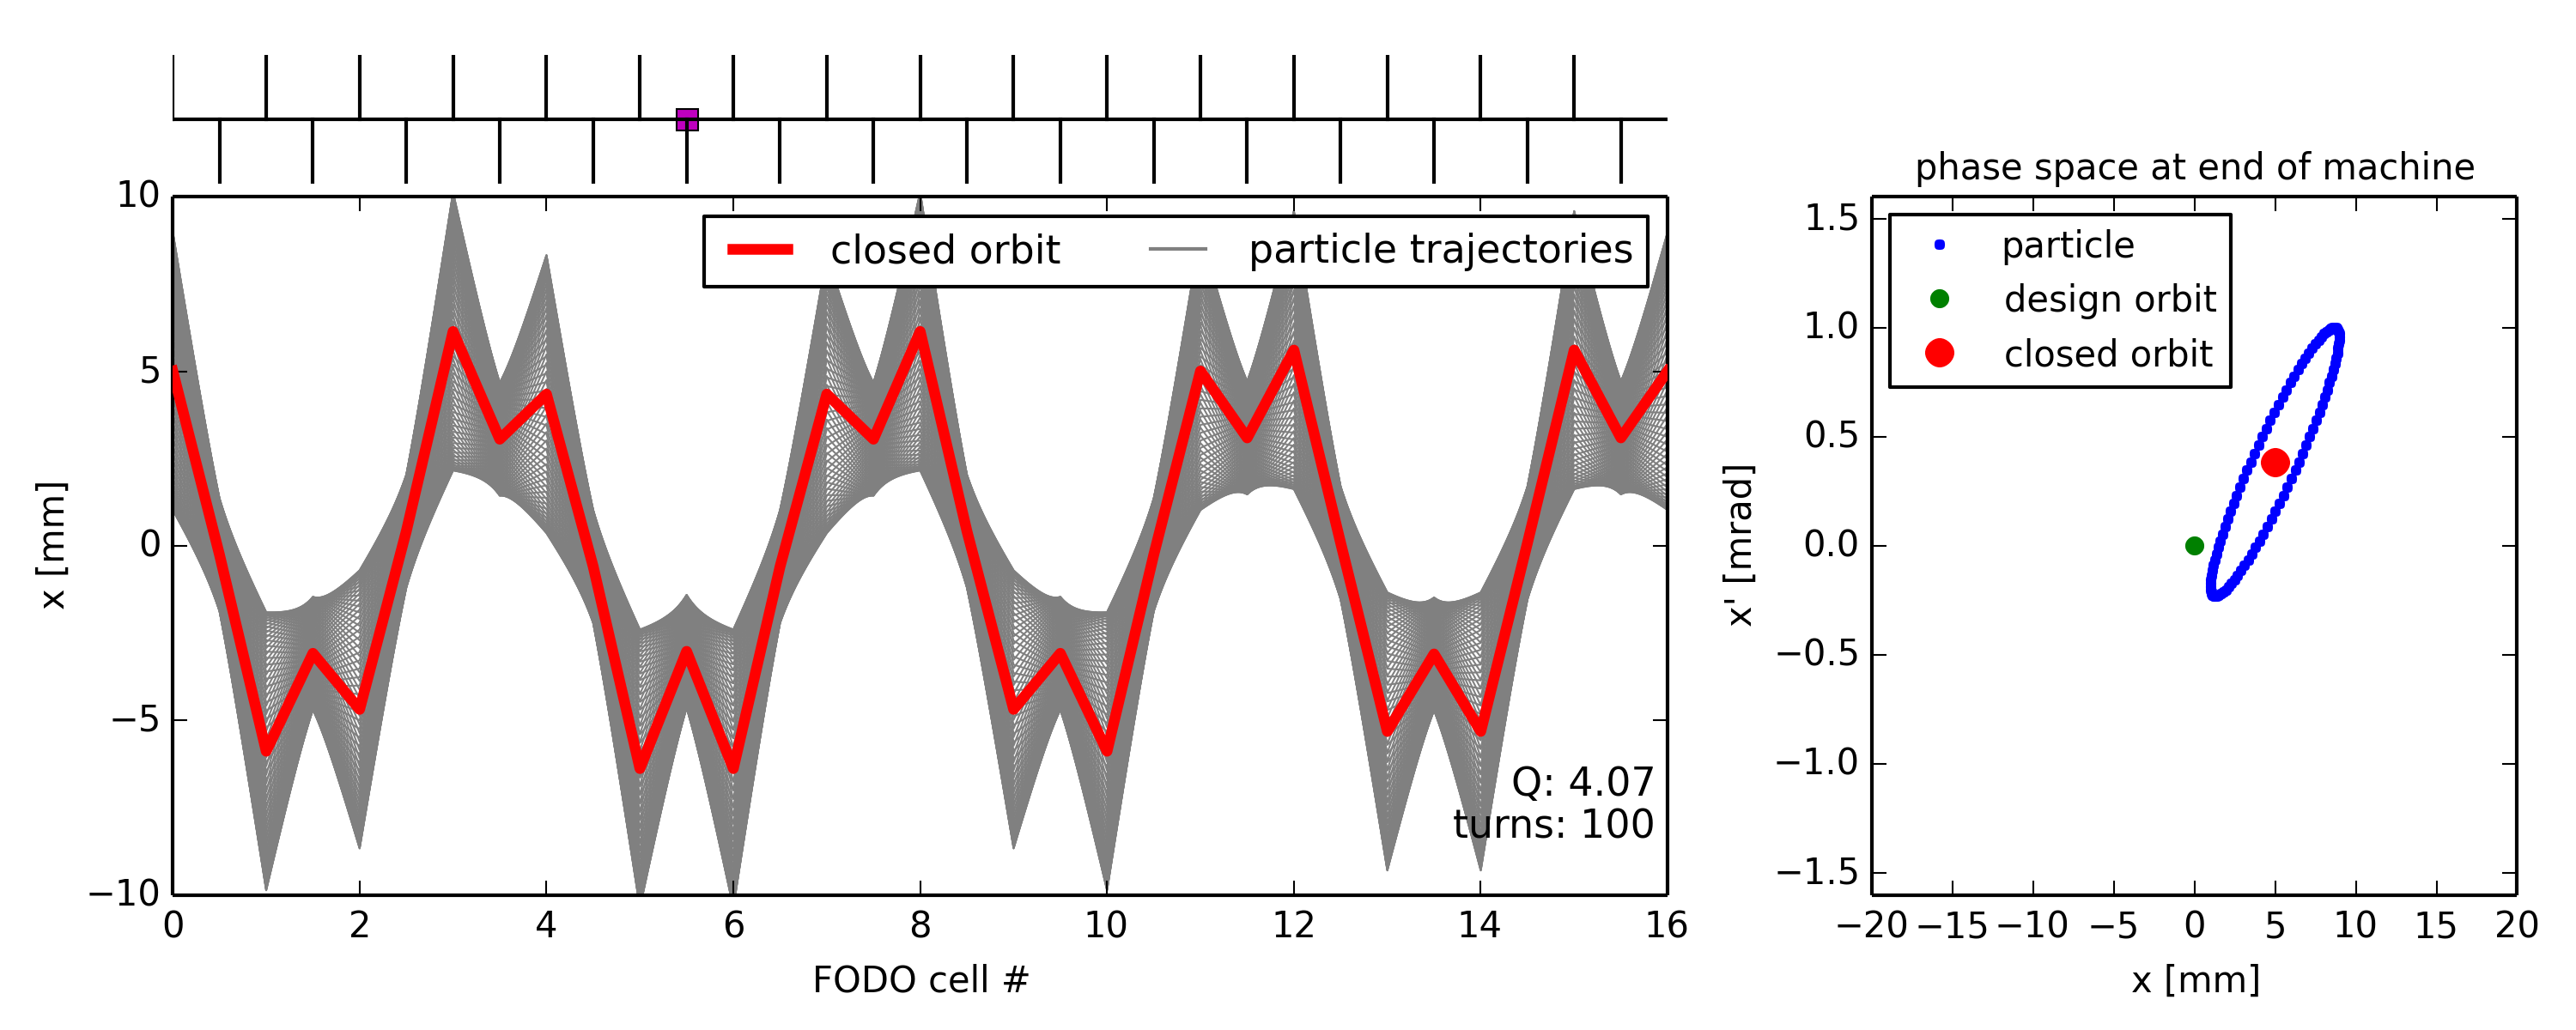 10
5
0
−5
−10
x [mm]
closed orbit
particle trajectories
Q: 4.07
turns: 100
0 2 4 6 8 10 12 14 16
FODO cell #
phase space at end of machine
1.5
1.0
0.5
0.0
−0.5
−1.0
−1.5
x' [mrad]
particle
design orbit
closed orbit
−20 −15 −10 −5 0 5 10 15 20
x [mm]